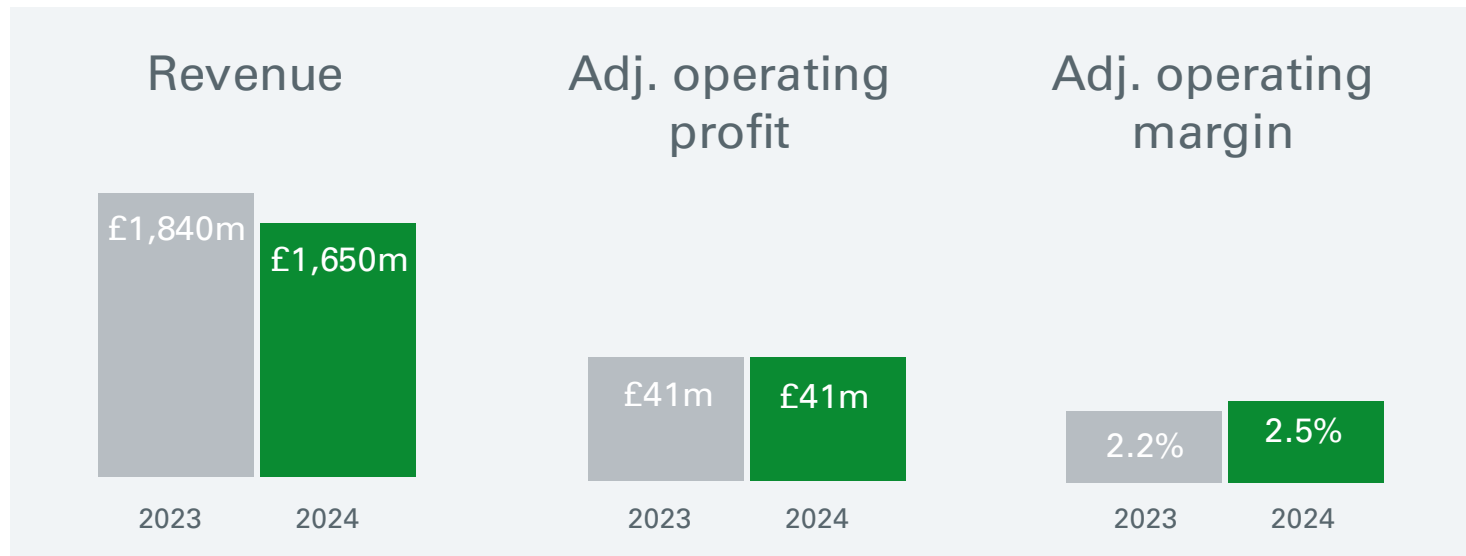 Revenue
£1,840m
£1,650m
2023
2024
Adj. operating
profit
£41m
£41m
2023
2024
Adj. operating
margin
2.2%
2.5%
2023
2024